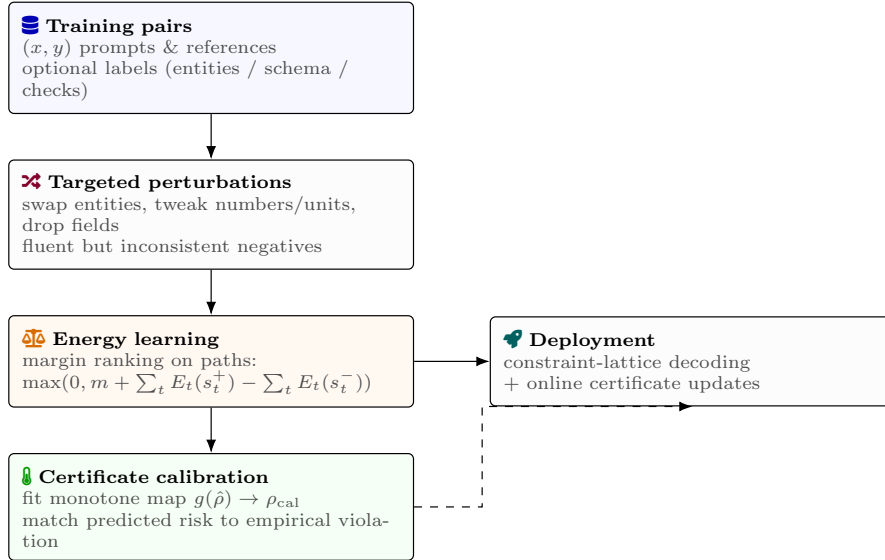 Training pairs
(x, y) prompts & references
optional labels (entities / schema /
checks)
Targeted perturbations
swap entities, tweak numbers/units,
drop fields
fluent but inconsistent negatives
Energy learning
margin ranking on paths:
max(0, m + ∑_t E_t(s_t^+) − ∑_t E_t(s_t^−))
Deployment
constraint-lattice decoding
+ online certificate updates
Certificate calibration
fit monotone map g(ρ̂) → ρ_cal
match predicted risk to empirical viola-
tion